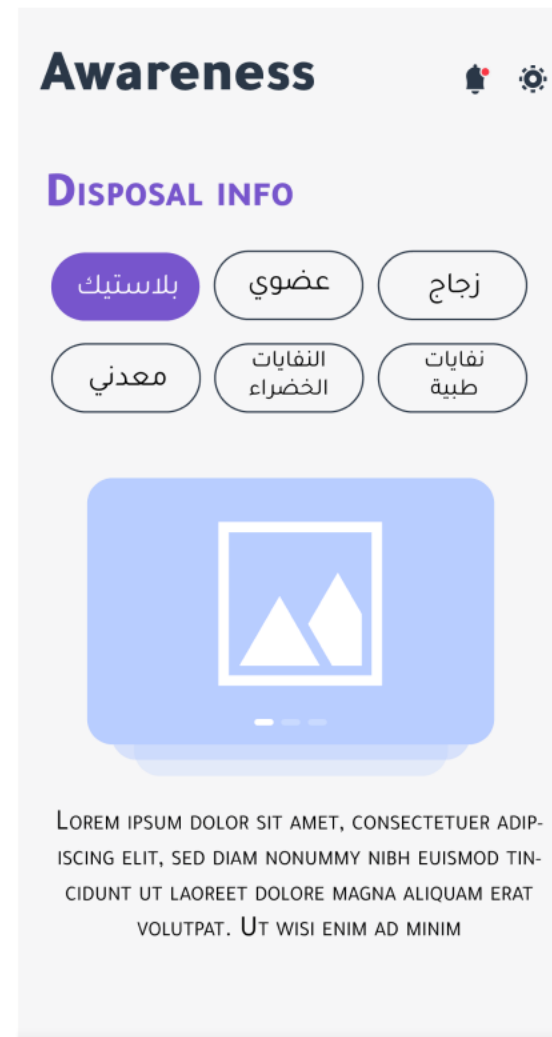 Awareness
Disposal info
بلاستيك
عضوي
زجاج
معدني
النفايات
الخضراء
نفايات
طبية
Lorem ipsum dolor sit amet, consectetuer adip-
iscing elit, sed diam nonummy nibh euismod tin-
cidunt ut laoreet dolore magna aliquam erat
volutpat. Ut wisi enim ad minim